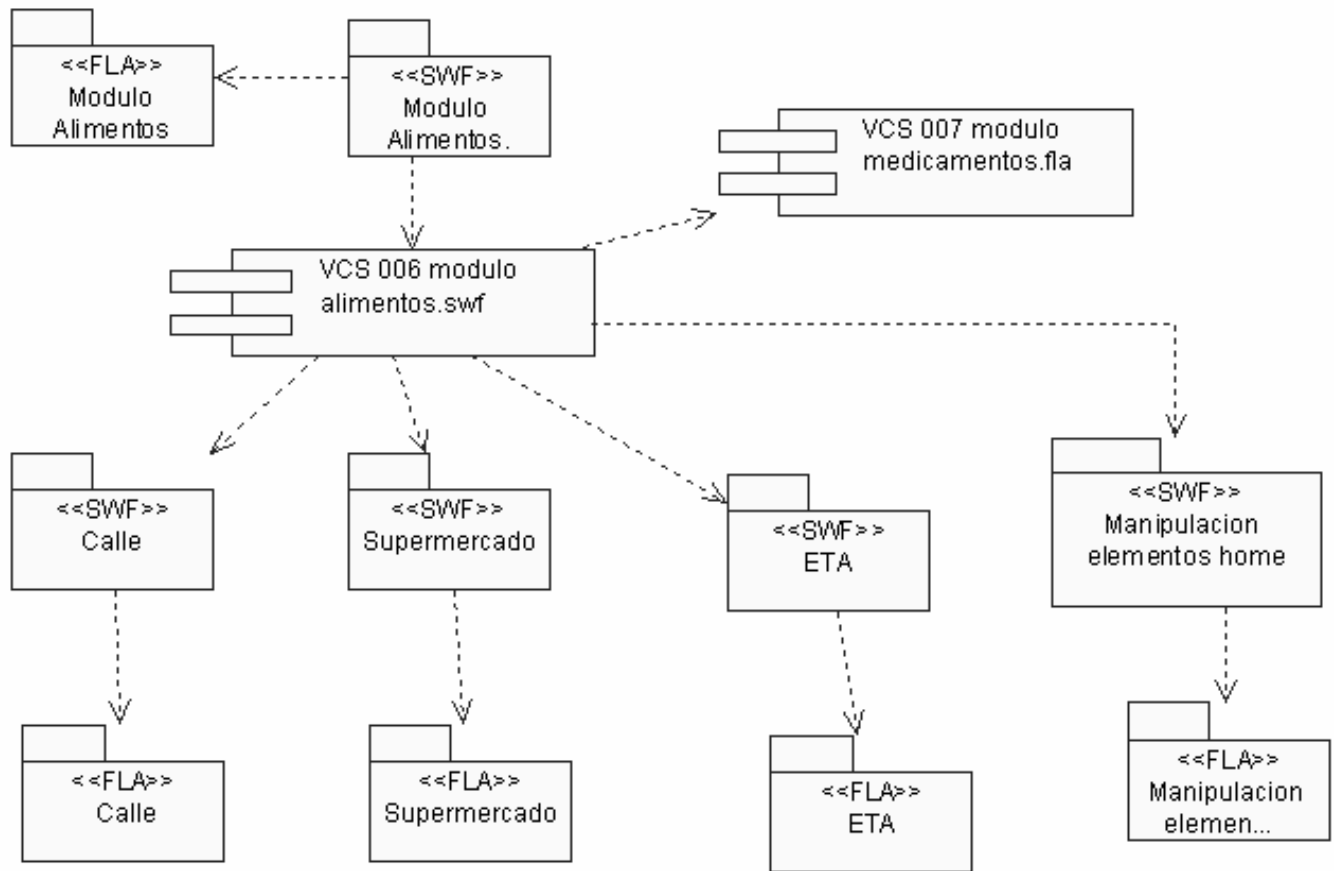 <<FLA>>
Modulo
Alimentos
<<SWF>>
Modulo
Alimentos.
VCS 007 modulo
medicamentos.fla
VCS 006 modulo
alimentos.swf
<<SWF>>
Calle
<<SWF>>
Supermercado
<<SWF>>
ETA
<<SWF>>
Manipulacion
elementos home
<<FLA>>
Calle
<<FLA>>
Supermercado
<<FLA>>
ETA
<<FLA>>
Manipulacion
elemen...